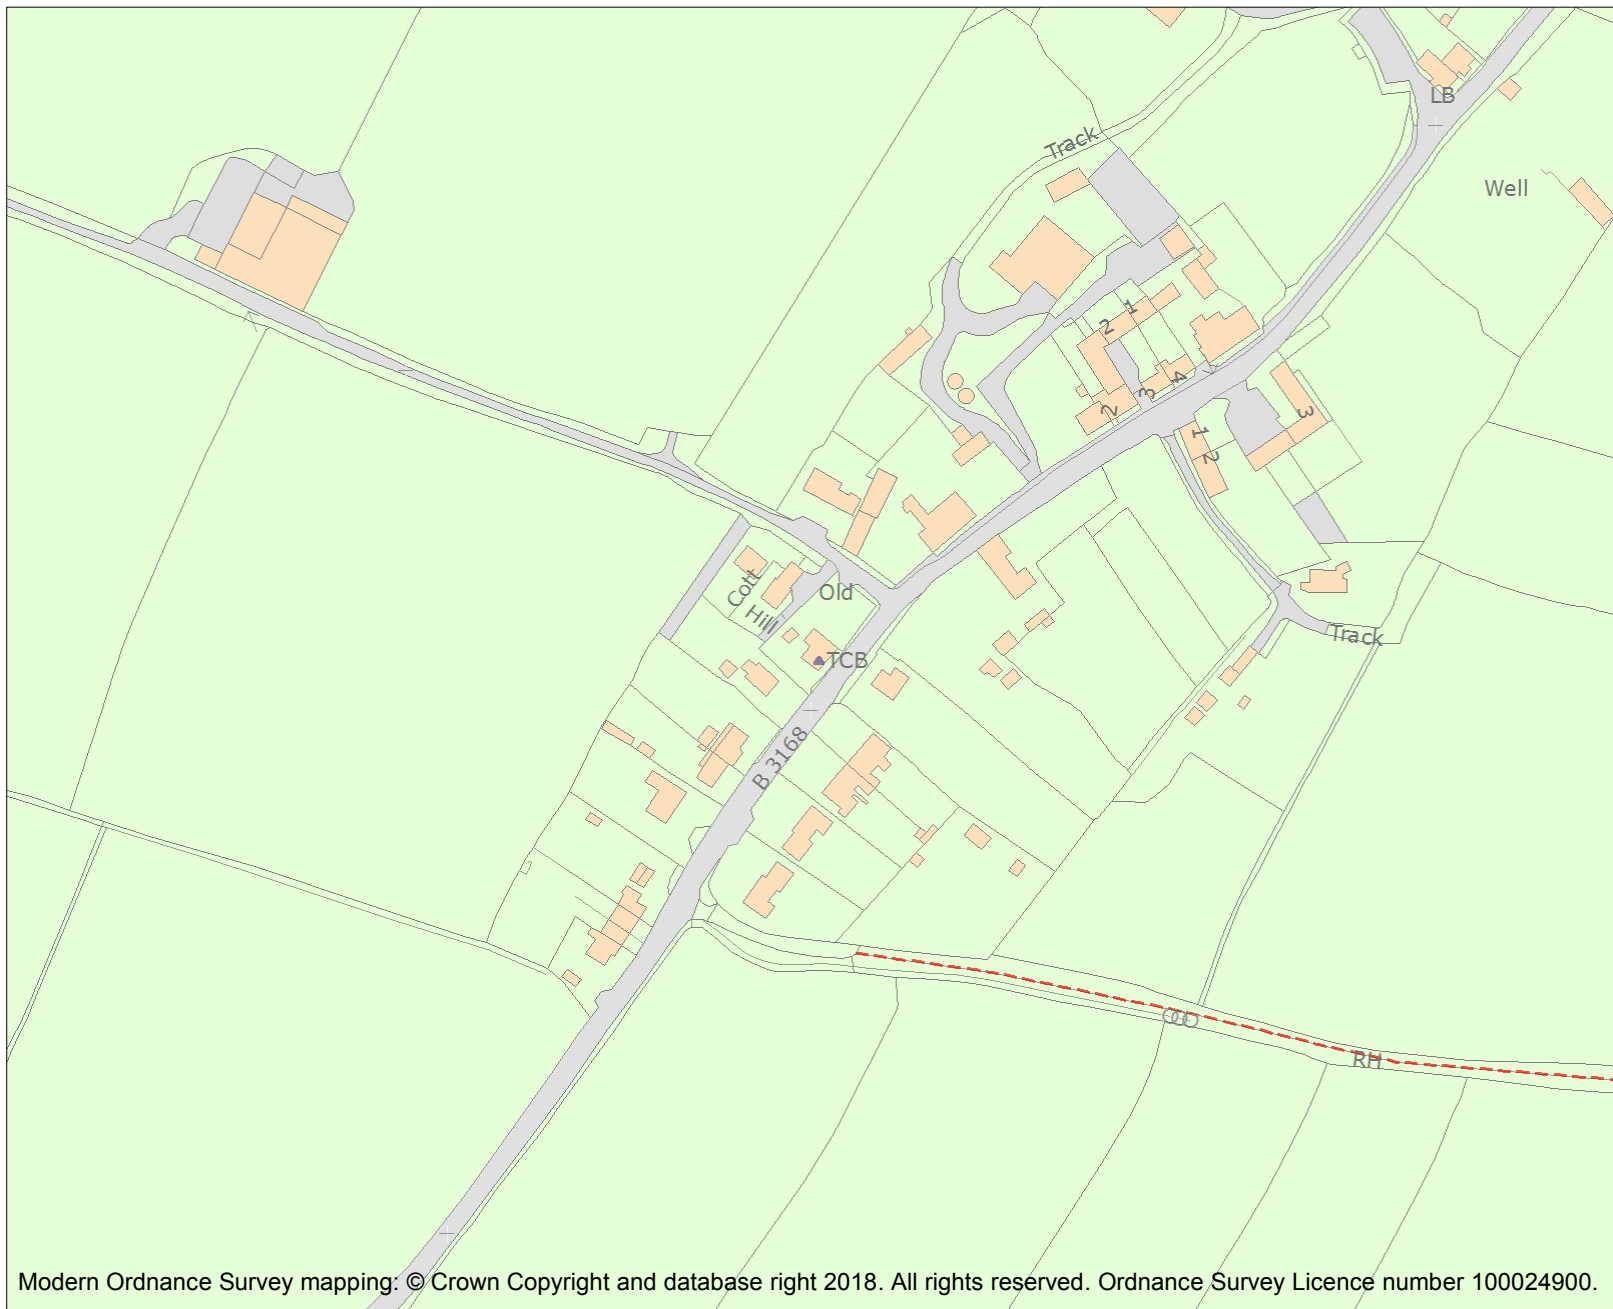 LB
Track
Well
1
2
4
3
2
3
1
2
Cott
Old
Hill
Track
TCB
B 3168
RH
Modern Ordnance Survey mapping: © Crown Copyright and database right 2018. All rights reserved. Ordnance Survey Licence number 100024900.